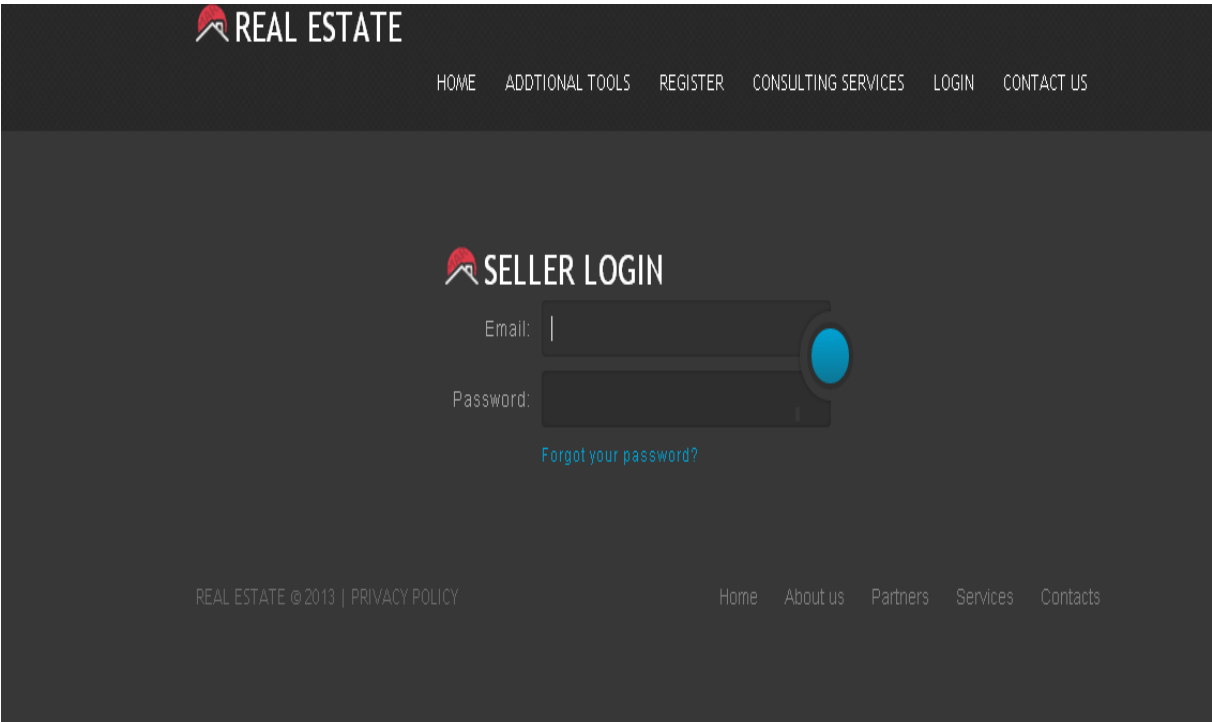 REAL ESTATE
HOME ADDTIONAL TOOLS REGISTER CONSULTING SERVICES LOGIN CONTACT US
SELLER LOGIN
Email:
Password:
Forgot your password?
REAL ESTATE © 2013 | PRIVACY POLICY Home About us Partners Services Contacts